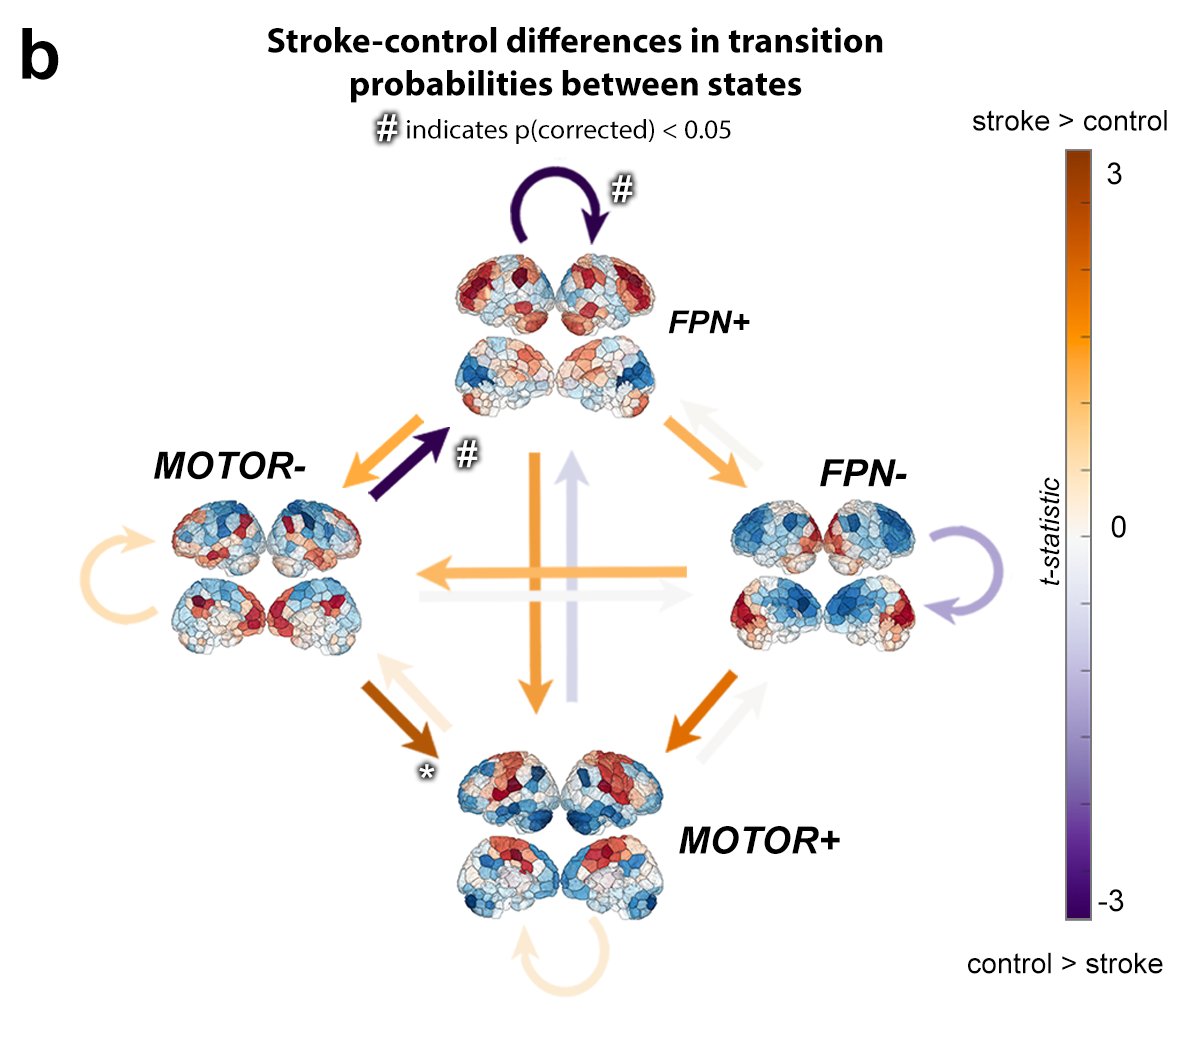 b
Stroke-control differences in transition
probabilities between states
# indicates p(corrected) < 0.05
stroke > control
3
#
FPN+
MOTOR-
#
FPN-
t-statistic
0
*
MOTOR+
-3
control > stroke